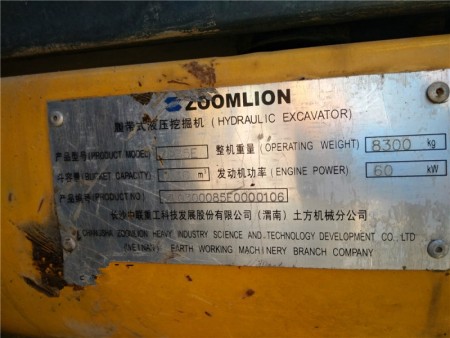 ZOOMLION
履带式液压挖掘机 (HYDRAULIC EXCAVATOR)
产品型号(PRODUCT MODEL) 整机重量 (OPERATING WEIGHT) 8300 kg
斗容量(BUCKET CAPACITY) m³ 发动机功率 (ENGINE POWER) 60 kW
产品编号(PRODUCT NO.)
长沙中联重工科技发展股份有限公司 (渭南) 土方机械分公司
CHANGSHA ZOOMLION HEAVY INDUSTRY SCIENCE AND TECHNOLOGY DEVELOPMENT CO., LTD
(WEINAN) EARTH WORKING MACHINERY BRANCH COMPANY